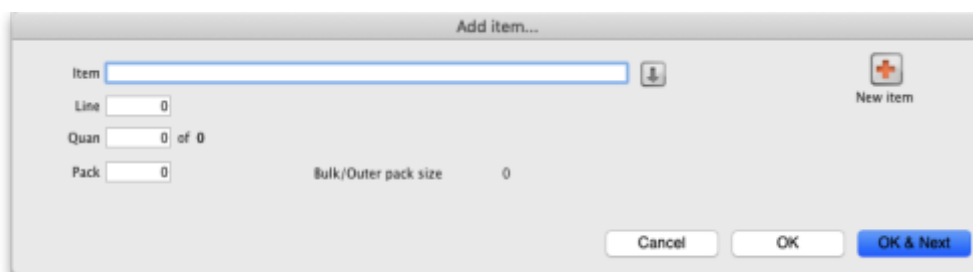 Add item...
Item
New item
Line 0
Quan 0 of 0
Pack 0 Bulk/Outer pack size 0
Cancel OK OK & Next